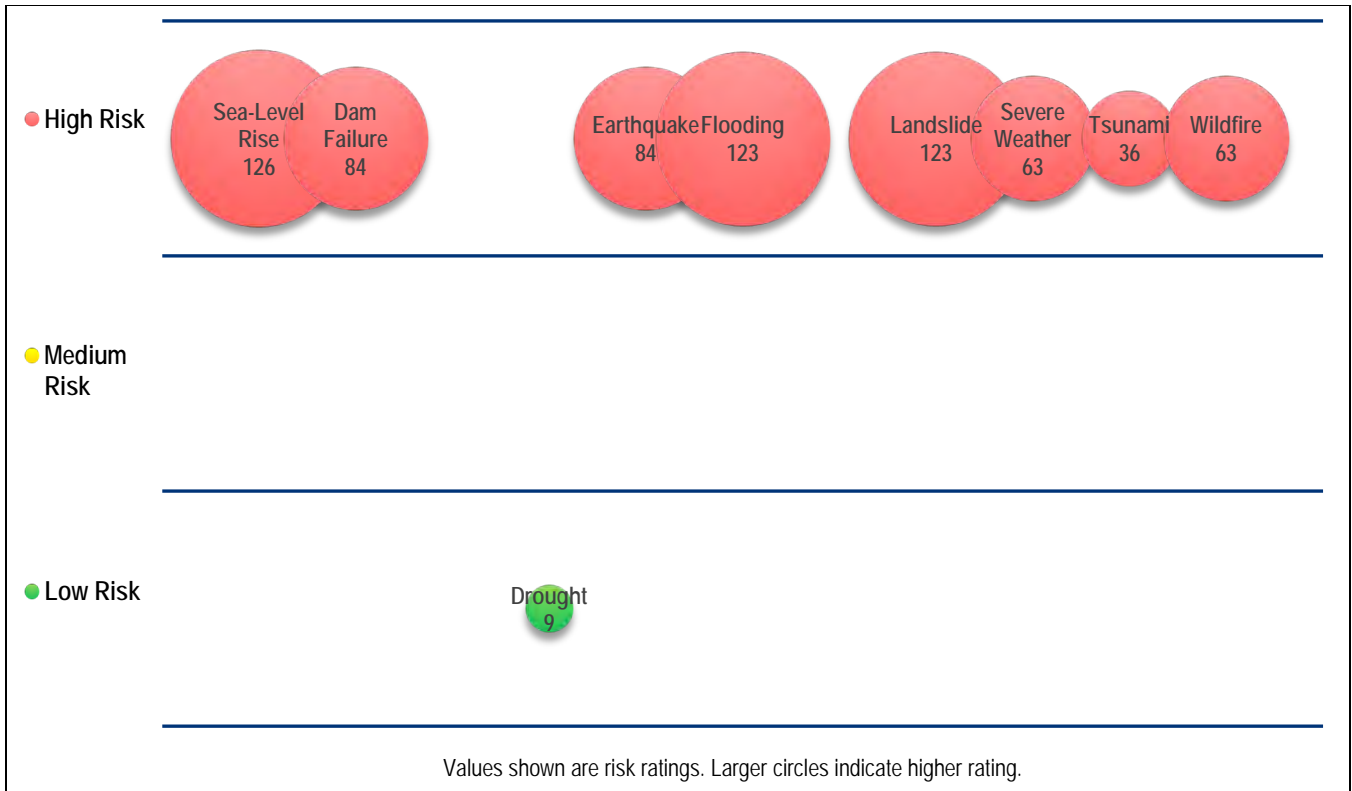 High Risk
Sea-Level
Rise
126
Dam
Failure
84
Earthquake
84
Flooding
123
Landslide
123
Severe
Weather
63
Tsunami
36
Wildfire
63
Medium
Risk
Low Risk
Drought
9
Values shown are risk ratings. Larger circles indicate higher rating.